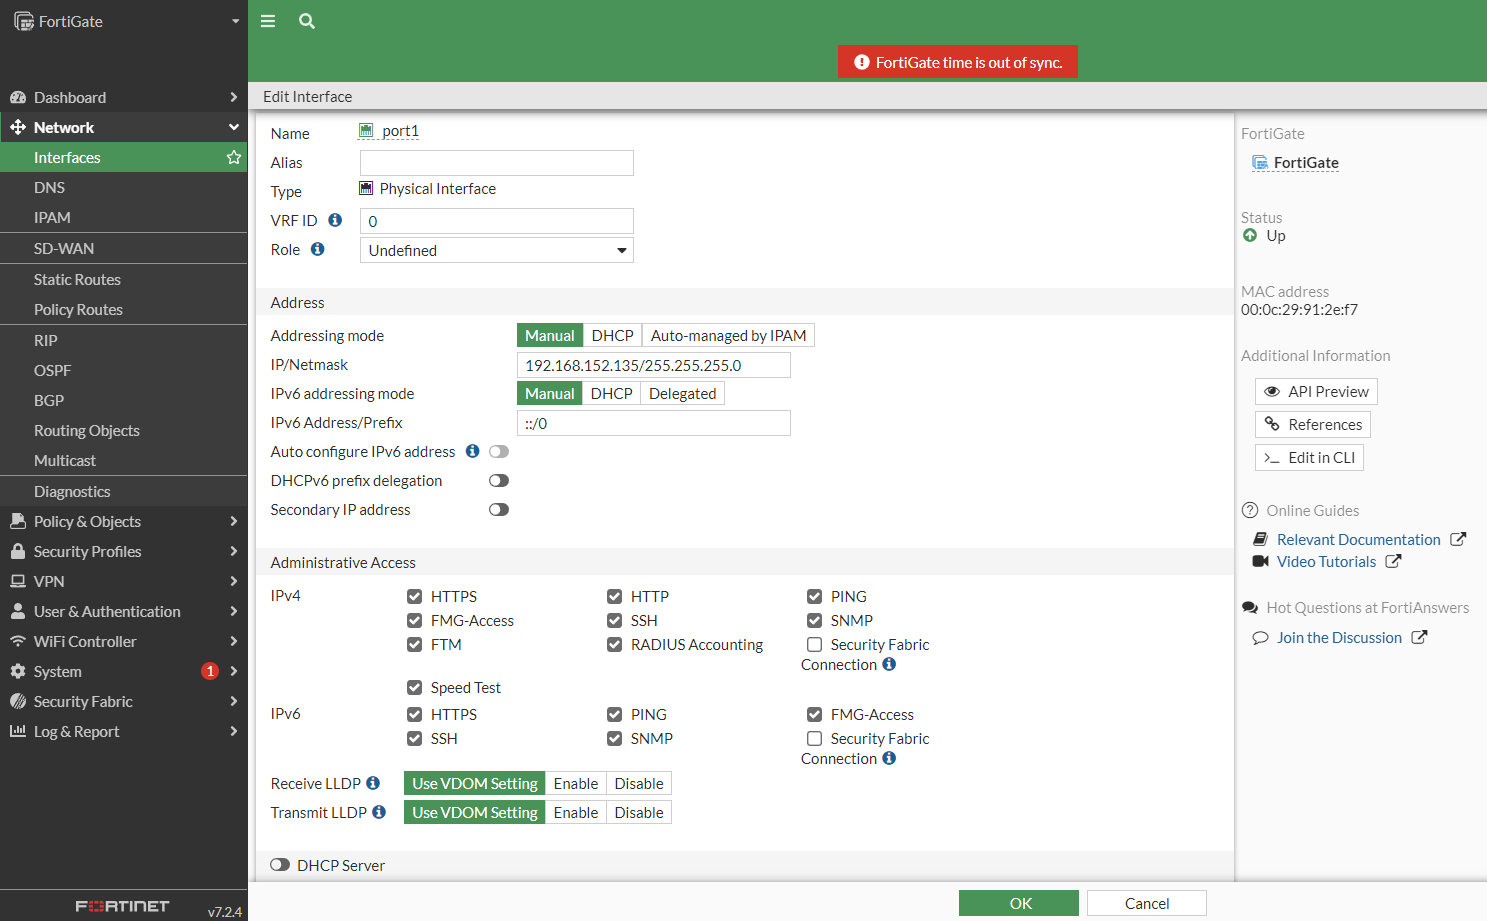 FortiGate
FortiGate time is out of sync.
Dashboard
Network
Interfaces
DNS
IPAM
SD-WAN
Static Routes
Policy Routes
RIP
OSPF
BGP
Routing Objects
Multicast
Diagnostics
Policy & Objects
Security Profiles
VPN
User & Authentication
WiFi Controller
System 1
Security Fabric
Log & Report
FORTINET v7.2.4
Edit Interface
Name port1
Alias
Type Physical Interface
VRF ID 0
Role Undefined
Address
Addressing mode Manual DHCP Auto-managed by IPAM
IP/Netmask 192.168.152.135/255.255.255.0
IPv6 addressing mode Manual DHCP Delegated
IPv6 Address/Prefix ::/0
Auto configure IPv6 address
DHCPv6 prefix delegation
Secondary IP address
Administrative Access
IPv4 HTTPS HTTP PING
FMG-Access SSH SNMP
FTM RADIUS Accounting Security Fabric
Connection
Speed Test
IPv6 HTTPS PING FMG-Access
SSH SNMP Security Fabric
Connection
Receive LLDP Use VDOM Setting Enable Disable
Transmit LLDP Use VDOM Setting Enable Disable
DHCP Server
OK Cancel
FortiGate
FortiGate
Status
Up
MAC address
00:0c:29:91:2e:f7
Additional Information
API Preview
References
>_ Edit in CLI
Online Guides
Relevant Documentation
Video Tutorials
Hot Questions at FortiAnswers
Join the Discussion